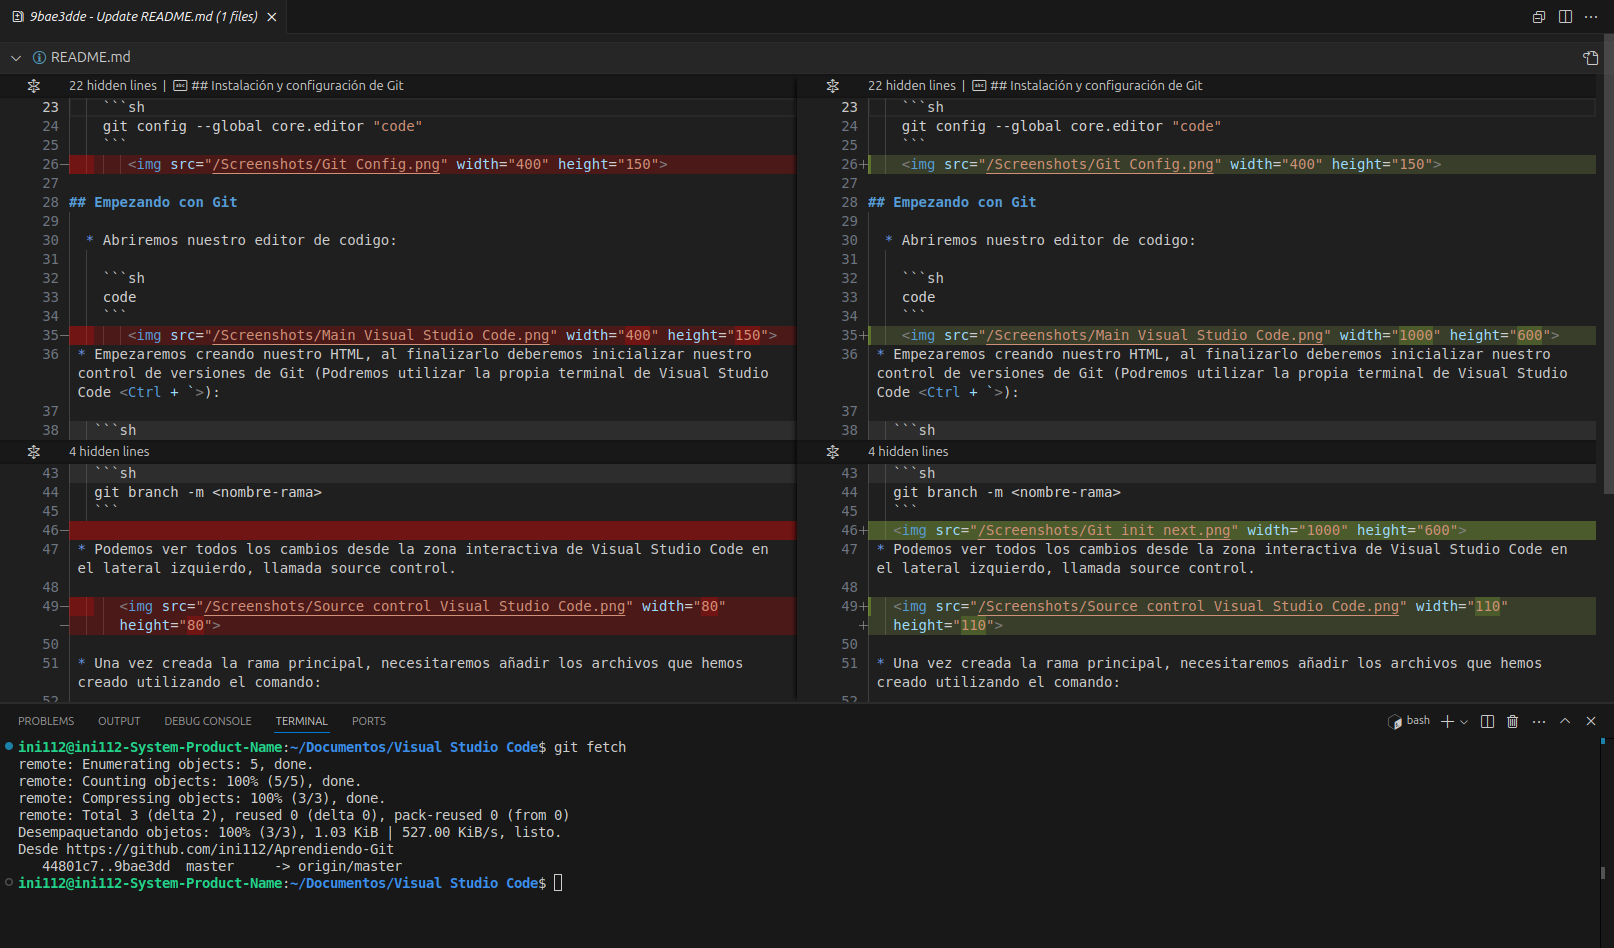 9bae3dde - Update README.md (1 files)
README.md
22 hidden lines | ## Instalación y configuración de Git
23 ```sh
24 git config --global core.editor "code"
25 ```
26— <img src="/Screenshots/Git Config.png" width="400" height="150">
27
28 ## Empezando con Git
29
30 * Abriremos nuestro editor de codigo:
31
32 ```sh
33 code
34 ```
35— <img src="/Screenshots/Main Visual Studio Code.png" width="400" height="150">
36 * Empezaremos creando nuestro HTML, al finalizarlo deberemos inicializar nuestro
control de versiones de Git (Podremos utilizar la propia terminal de Visual Studio
Code <Ctrl + `>):
37
38 ```sh
4 hidden lines
43 ```sh
44 git branch -m <nombre-rama>
45 ```
46—
47 * Podemos ver todos los cambios desde la zona interactiva de Visual Studio Code en
el lateral izquierdo, llamada source control.
48
49— <img src="/Screenshots/Source control Visual Studio Code.png" width="80"
— height="80">
50
51 * Una vez creada la rama principal, necesitaremos añadir los archivos que hemos
creado utilizando el comando:
52
22 hidden lines | ## Instalación y configuración de Git
23 ```sh
24 git config --global core.editor "code"
25 ```
26+ <img src="/Screenshots/Git Config.png" width="400" height="150">
27
28 ## Empezando con Git
29
30 * Abriremos nuestro editor de codigo:
31
32 ```sh
33 code
34 ```
35+ <img src="/Screenshots/Main Visual Studio Code.png" width="1000" height="600">
36 * Empezaremos creando nuestro HTML, al finalizarlo deberemos inicializar nuestro
control de versiones de Git (Podremos utilizar la propia terminal de Visual Studio
Code <Ctrl + `>):
37
38 ```sh
4 hidden lines
43 ```sh
44 git branch -m <nombre-rama>
45 ```
46+ <img src="/Screenshots/Git init next.png" width="1000" height="600">
47 * Podemos ver todos los cambios desde la zona interactiva de Visual Studio Code en
el lateral izquierdo, llamada source control.
48
49+ <img src="/Screenshots/Source control Visual Studio Code.png" width="110"
+ height="110">
50
51 * Una vez creada la rama principal, necesitaremos añadir los archivos que hemos
creado utilizando el comando:
52
PROBLEMS OUTPUT DEBUG CONSOLE TERMINAL PORTS bash
ini112@ini112-System-Product-Name:~/Documentos/Visual Studio Code$ git fetch
remote: Enumerating objects: 5, done.
remote: Counting objects: 100% (5/5), done.
remote: Compressing objects: 100% (3/3), done.
remote: Total 3 (delta 2), reused 0 (delta 0), pack-reused 0 (from 0)
Desempaquetando objetos: 100% (3/3), 1.03 KiB | 527.00 KiB/s, listo.
Desde https://github.com/ini112/Aprendiendo-Git
44801c7..9bae3dd master -> origin/master
ini112@ini112-System-Product-Name:~/Documentos/Visual Studio Code$